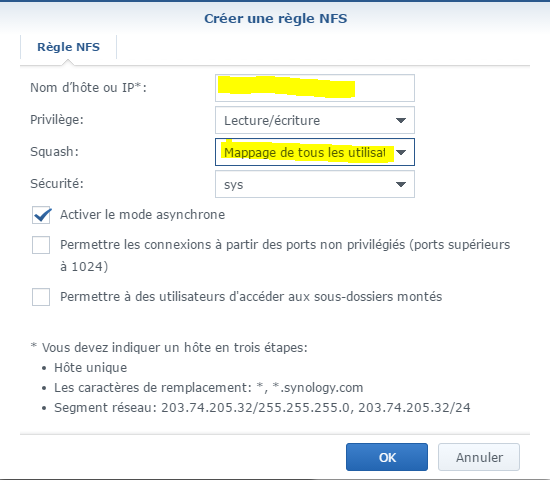 Créer une règle NFS
Règle NFS
Nom d'hôte ou IP*:
Privilège: Lecture/écriture
Squash: Mappage de tous les utilisat
Sécurité: sys
Activer le mode asynchrone
Permettre les connexions à partir des ports non privilégiés (ports supérieurs
à 1024)
Permettre à des utilisateurs d'accéder aux sous-dossiers montés
* Vous devez indiquer un hôte en trois étapes:
• Hôte unique
• Les caractères de remplacement: *, *.synology.com
• Segment réseau: 203.74.205.32/255.255.255.0, 203.74.205.32/24
OK Annuler